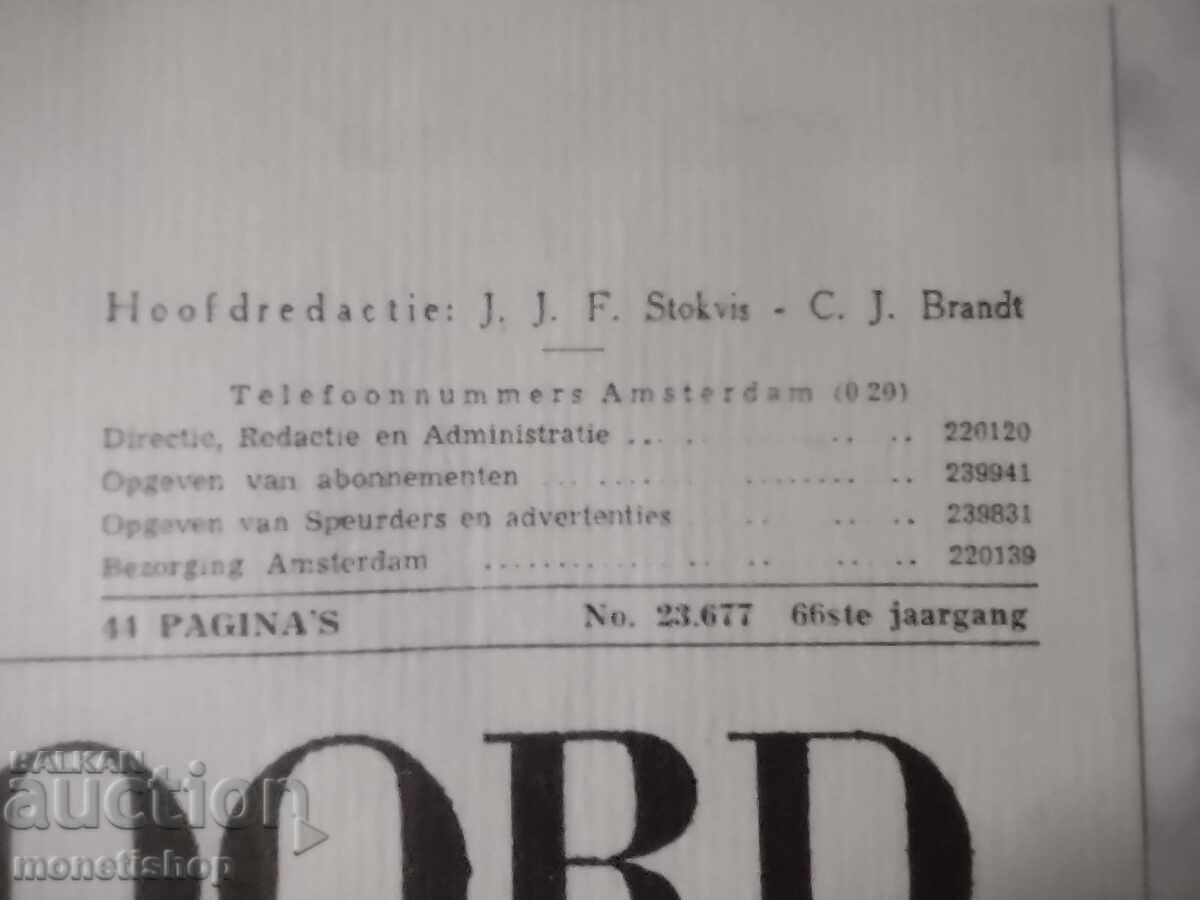 Hoofdredactie: J. J. F. Stokvis - C. J. Brandt
Telefoonnummers Amsterdam (020)
Directie, Redactie en Administratie ... . .. .. 220120
Opgeven van abonnementen ... ...... ........ .. 239941
Opgeven van Speurders en advertenties .. .. .. 239831
Bezorging Amsterdam ............ .. .. .. .. 220139
44 PAGINA'S No. 23.677 66ste jaargang
OORD
BALKAN
auction
monetishop